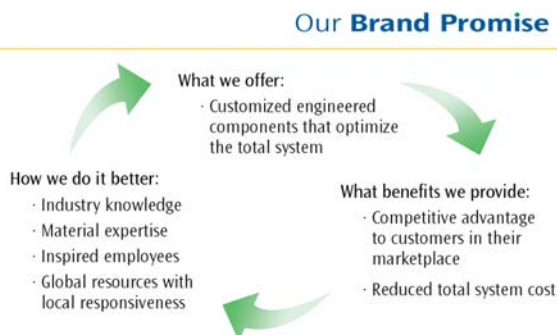 Our Brand Promise
What we offer:
· Customized engineered
components that optimize
the total system
How we do it better:
· Industry knowledge
· Material expertise
· Inspired employees
· Global resources with
local responsiveness
What benefits we provide:
· Competitive advantage
to customers in their
marketplace
· Reduced total system cost